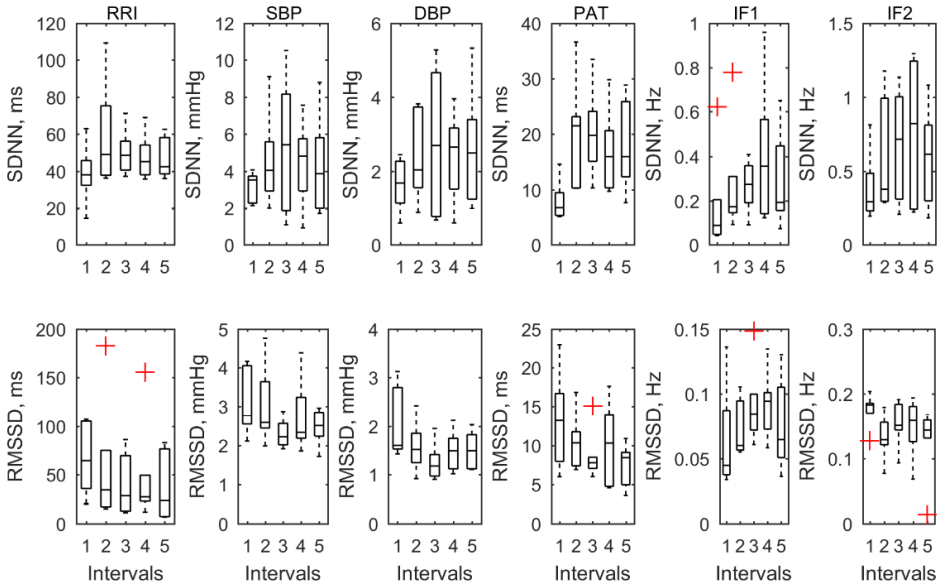 RRI SBP DBP PAT IF1 IF2
SDNN, ms
120
100
80
60
40
20
0
1 2 3 4 5
SDNN, mmHg
12
10
8
6
4
2
0
1 2 3 4 5
SDNN, mmHg
6
4
2
0
1 2 3 4 5
SDNN, ms
40
30
20
10
0
1 2 3 4 5
SDNN, Hz
1
0.8
0.6
0.4
0.2
0
1 2 3 4 5
SDNN, Hz
1.5
1
0.5
0
1 2 3 4 5
RMSSD, ms
200
150
100
50
0
1 2 3 4 5
Intervals
RMSSD, mmHg
5
4
3
2
1
0
1 2 3 4 5
Intervals
RMSSD, mmHg
4
3
2
1
0
1 2 3 4 5
Intervals
RMSSD, ms
25
20
15
10
5
0
1 2 3 4 5
Intervals
RMSSD, Hz
0.15
0.1
0.05
0
1 2 3 4 5
Intervals
RMSSD, Hz
0.3
0.2
0.1
0
1 2 3 4 5
Intervals